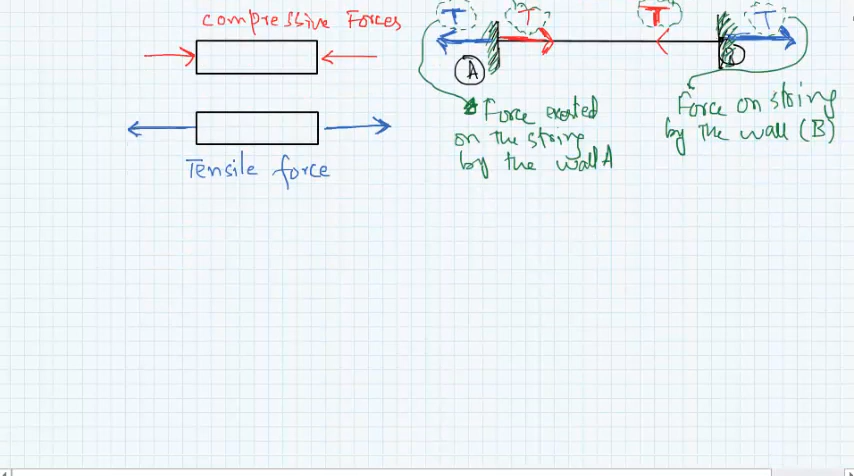 compressive Forces
T T T T
A
Force exerted
on the string
by the wall A
Force on string
by the wall (B)
Tensile force